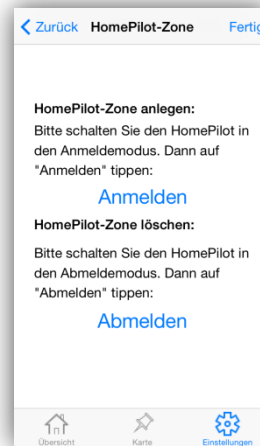 Zurück HomePilot-Zone Fertig
HomePilot-Zone anlegen:
Bitte schalten Sie den HomePilot in
den Anmeldemodus. Dann auf
"Anmelden" tippen:
Anmelden
HomePilot-Zone löschen:
Bitte schalten Sie den HomePilot in
den Abmeldemodus. Dann auf
"Abmelden" tippen:
Abmelden
Übersicht Karte Einstellungen